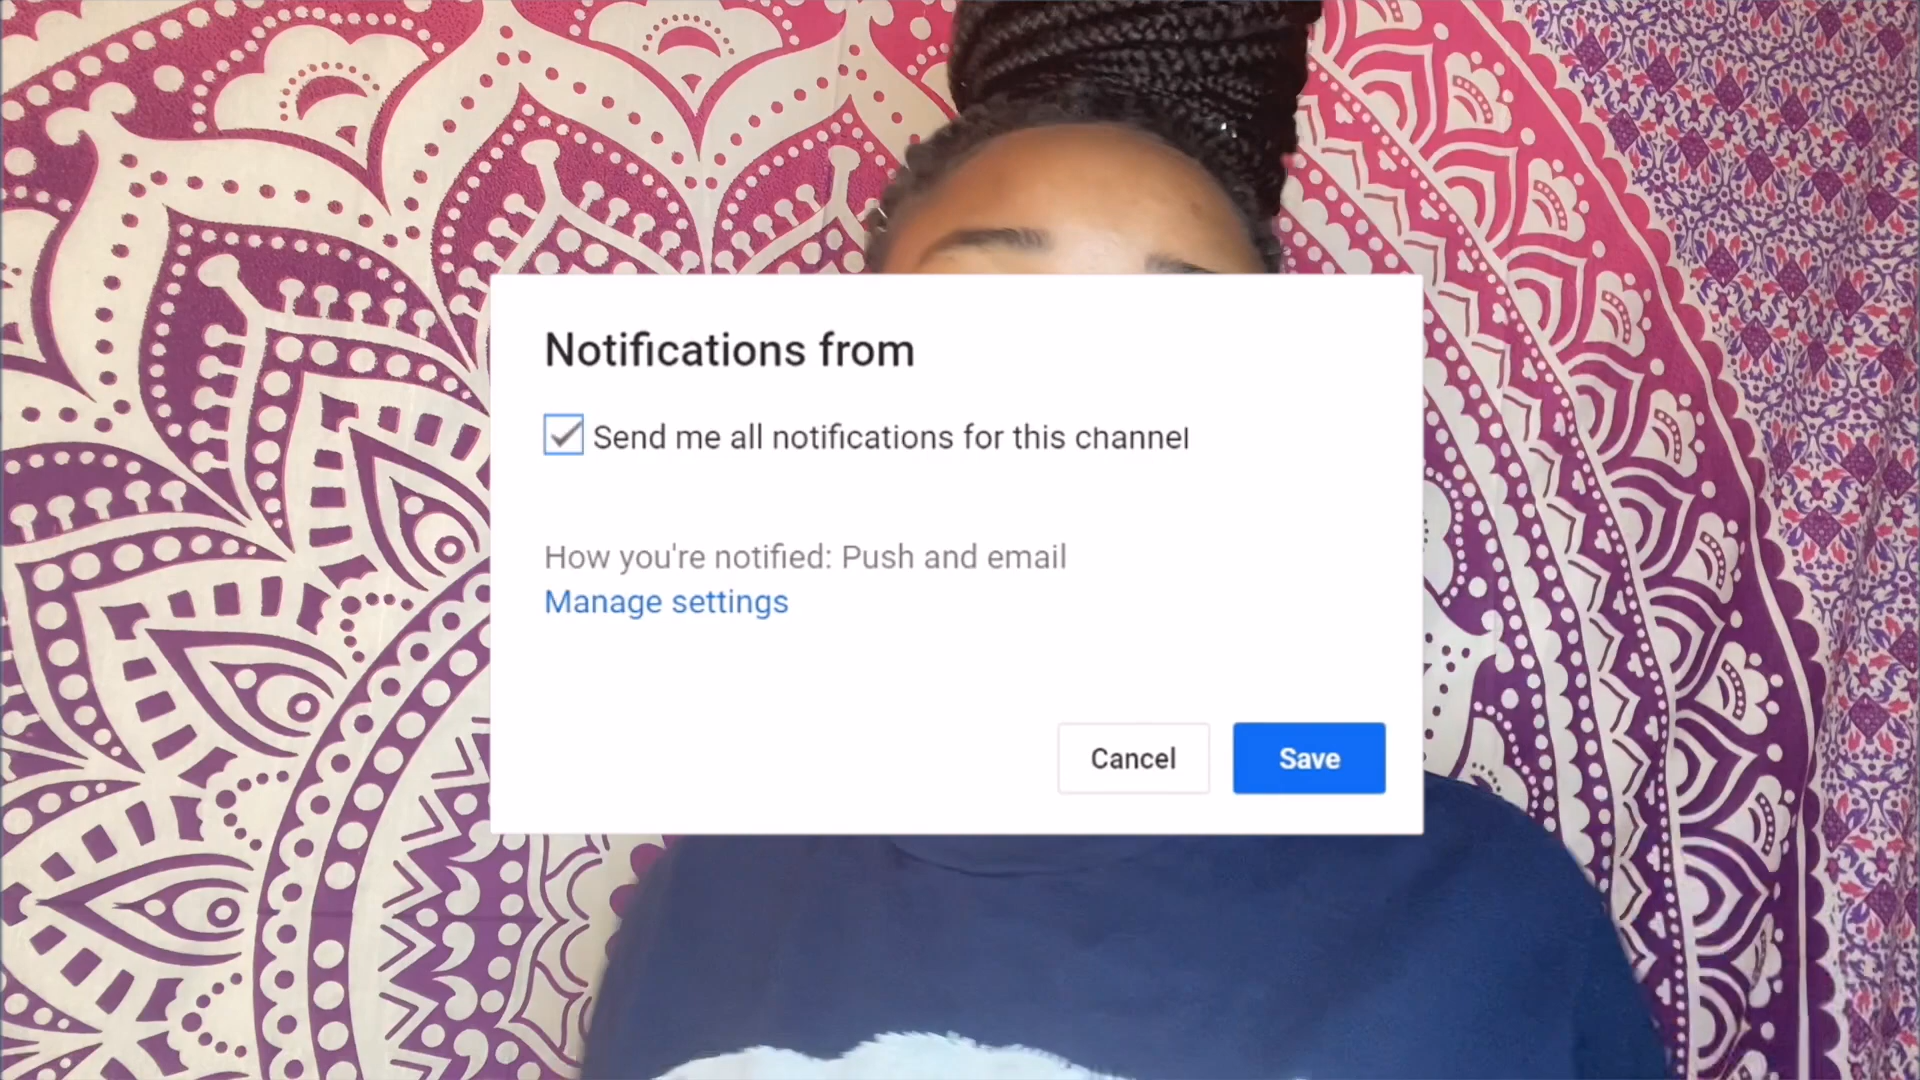 Notifications from
Send me all notifications for this channel
How you're notified: Push and email
Manage settings
Cancel
Save